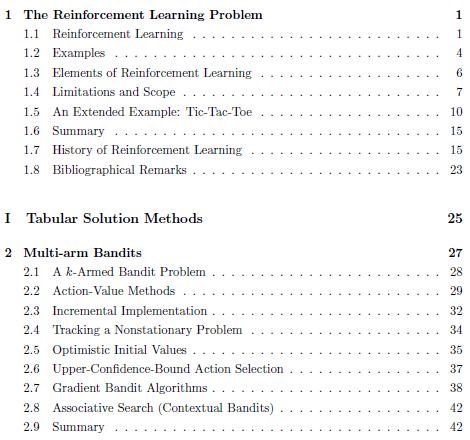 1 The Reinforcement Learning Problem 1
1.1 Reinforcement Learning . . . . . . . . . . . . . . . . . . . . . . . . . . 1
1.2 Examples . . . . . . . . . . . . . . . . . . . . . . . . . . . . . . . . . . 4
1.3 Elements of Reinforcement Learning . . . . . . . . . . . . . . . . . . . 6
1.4 Limitations and Scope . . . . . . . . . . . . . . . . . . . . . . . . . . . 7
1.5 An Extended Example: Tic-Tac-Toe . . . . . . . . . . . . . . . . . . . 10
1.6 Summary . . . . . . . . . . . . . . . . . . . . . . . . . . . . . . . . . . 15
1.7 History of Reinforcement Learning . . . . . . . . . . . . . . . . . . . . 15
1.8 Bibliographical Remarks . . . . . . . . . . . . . . . . . . . . . . . . . . 23
I Tabular Solution Methods 25
2 Multi-arm Bandits 27
2.1 A k-Armed Bandit Problem . . . . . . . . . . . . . . . . . . . . . . . . 28
2.2 Action-Value Methods . . . . . . . . . . . . . . . . . . . . . . . . . . . 29
2.3 Incremental Implementation . . . . . . . . . . . . . . . . . . . . . . . . 32
2.4 Tracking a Nonstationary Problem . . . . . . . . . . . . . . . . . . . . 34
2.5 Optimistic Initial Values . . . . . . . . . . . . . . . . . . . . . . . . . . 35
2.6 Upper-Confidence-Bound Action Selection . . . . . . . . . . . . . . . . 37
2.7 Gradient Bandit Algorithms . . . . . . . . . . . . . . . . . . . . . . . . 38
2.8 Associative Search (Contextual Bandits) . . . . . . . . . . . . . . . . . 42
2.9 Summary . . . . . . . . . . . . . . . . . . . . . . . . . . . . . . . . . . 42